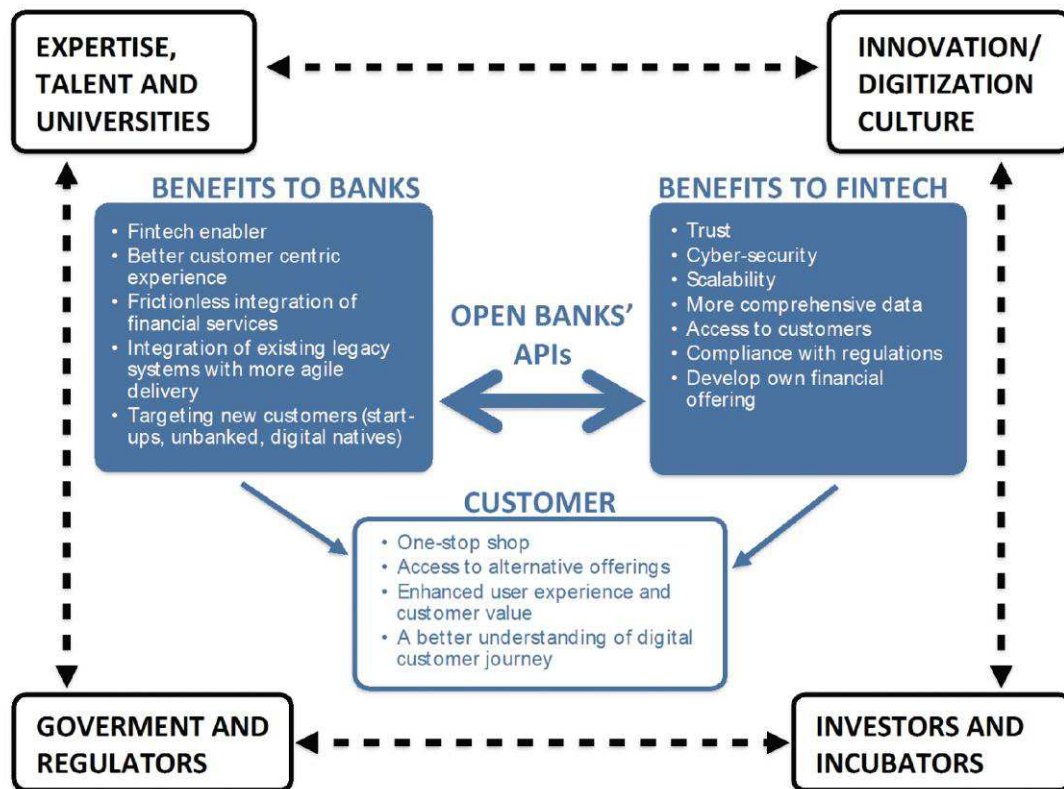 EXPERTISE,
TALENT AND
UNIVERSITIES
INNOVATION/
DIGITIZATION
CULTURE
BENEFITS TO BANKS
• Fintech enabler
• Better customer centric
experience
• Frictionless integration of
financial services
• Integration of existing legacy
systems with more agile
delivery
• Targeting new customers (start-
ups, unbanked, digital natives)
OPEN BANKS’
APIs
BENEFITS TO FINTECH
• Trust
• Cyber-security
• Scalability
• More comprehensive data
• Access to customers
• Compliance with regulations
• Develop own financial
offering
CUSTOMER
• One-stop shop
• Access to alternative offerings
• Enhanced user experience and
customer value
• A better understanding of digital
customer journey
GOVERMENT AND
REGULATORS
INVESTORS AND
INCUBATORS